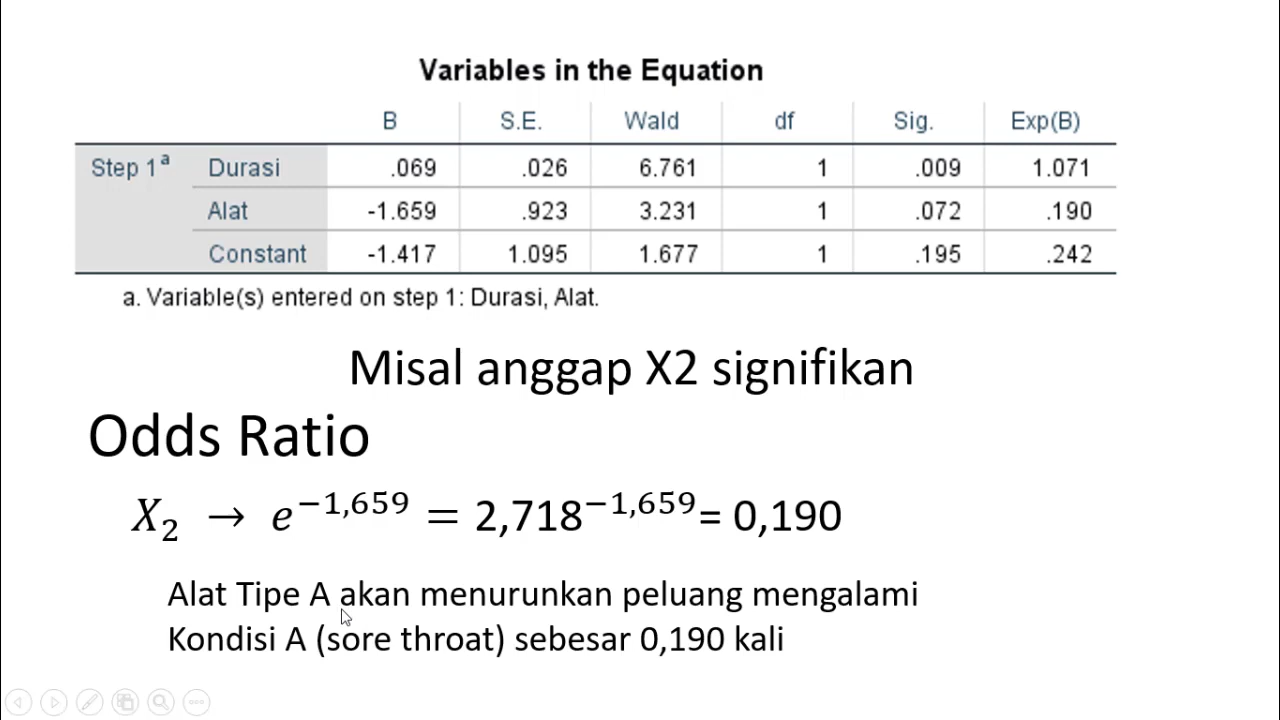 Variables in the Equation
B S.E. Wald df Sig. Exp(B)
Step 1a Durasi .069 .026 6.761 1 .009 1.071
Alat -1.659 .923 3.231 1 .072 .190
Constant -1.417 1.095 1.677 1 .195 .242
a. Variable(s) entered on step 1: Durasi, Alat.
Misal anggap X2 signifikan
Odds Ratio
X₂ → e^−1,659 = 2,718^−1,659= 0,190
Alat Tipe A akan menurunkan peluang mengalami
Kondisi A (sore throat) sebesar 0,190 kali